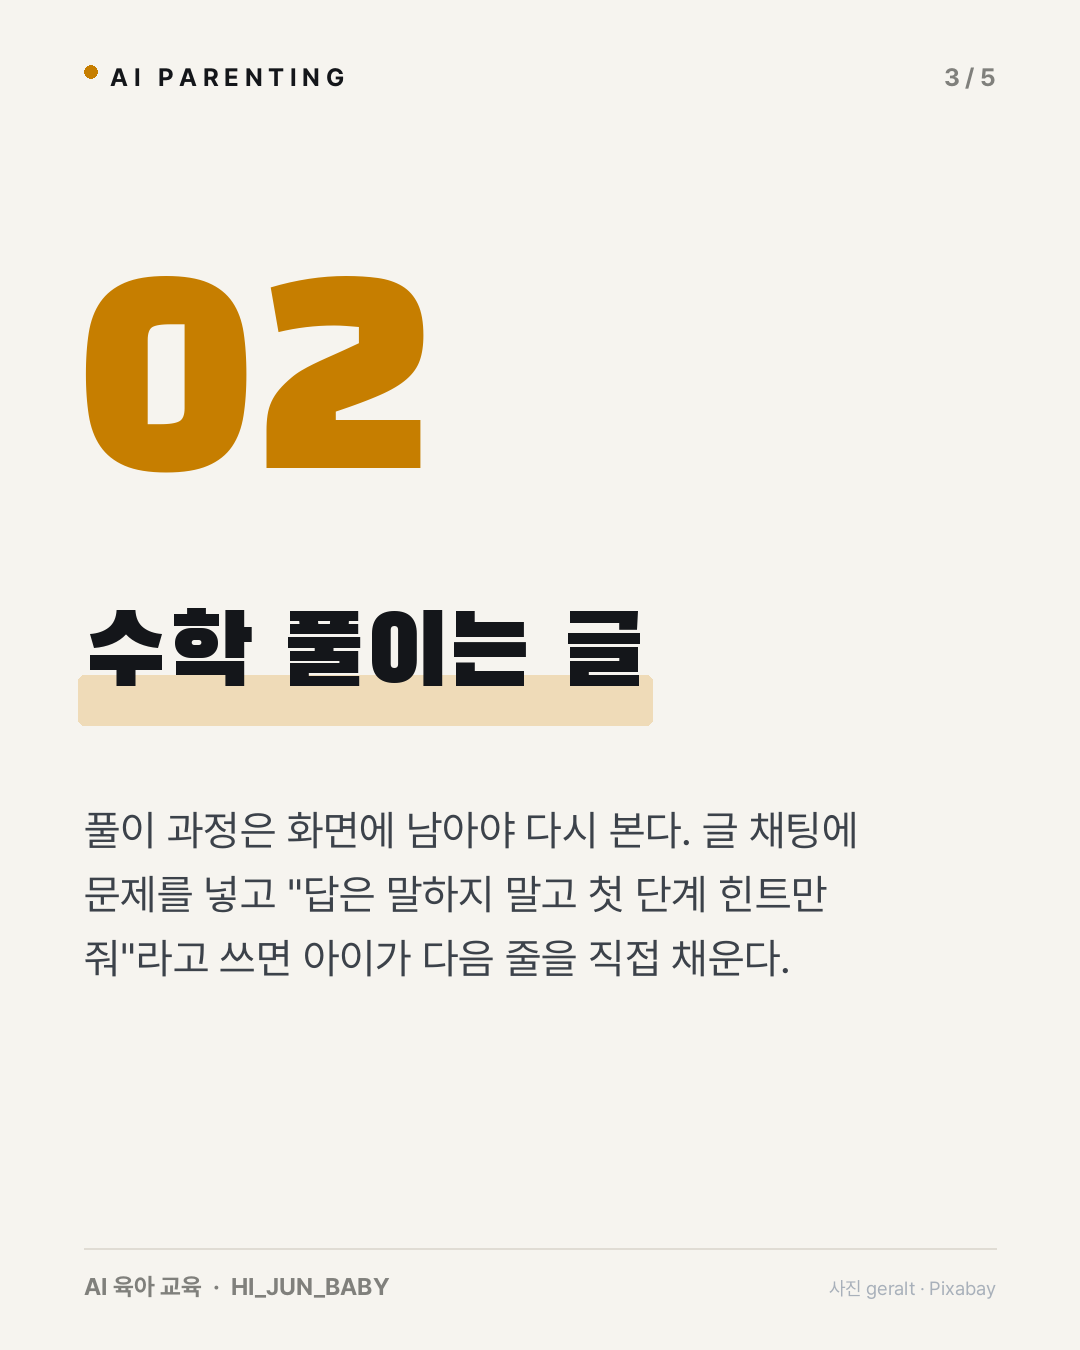 AI PARENTING
3 / 5
02
수학 풀이는 글
풀이 과정은 화면에 남아야 다시 본다. 글 채팅에
문제를 넣고 "답은 말하지 말고 첫 단계 힌트만
줘"라고 쓰면 아이가 다음 줄을 직접 채운다.
AI 육아 교육 · HI_JUN_BABY
사진 geralt · Pixabay